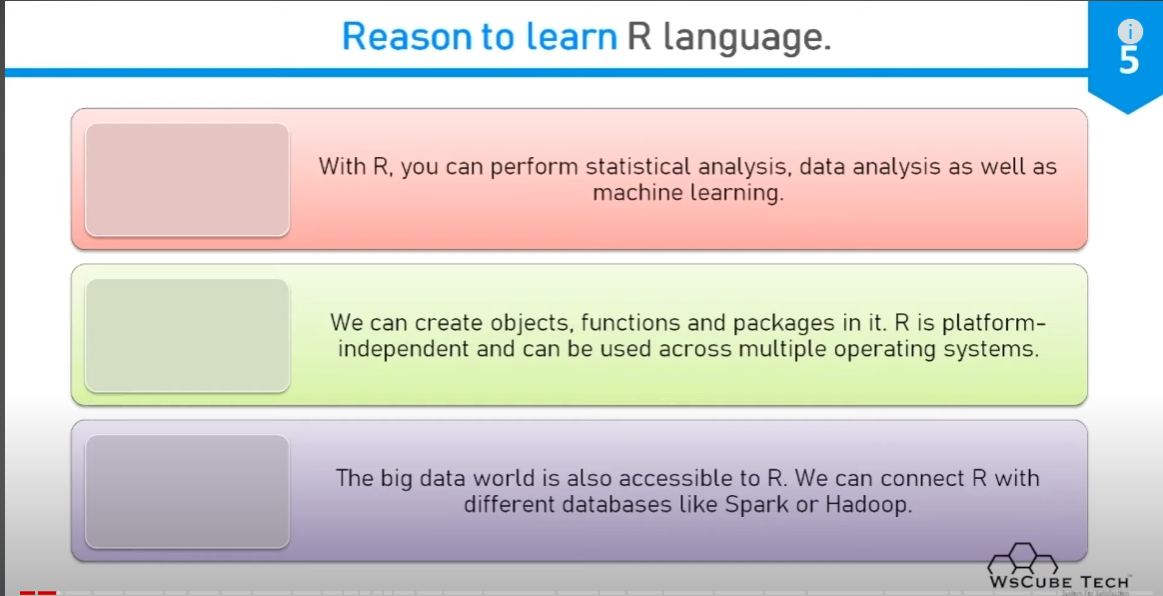 Reason to learn R language.
i
5
With R, you can perform statistical analysis, data analysis as well as
machine learning.
We can create objects, functions and packages in it. R is platform-
independent and can be used across multiple operating systems.
The big data world is also accessible to R. We can connect R with
different databases like Spark or Hadoop.
WSCUBE TECH
System For Satisfaction